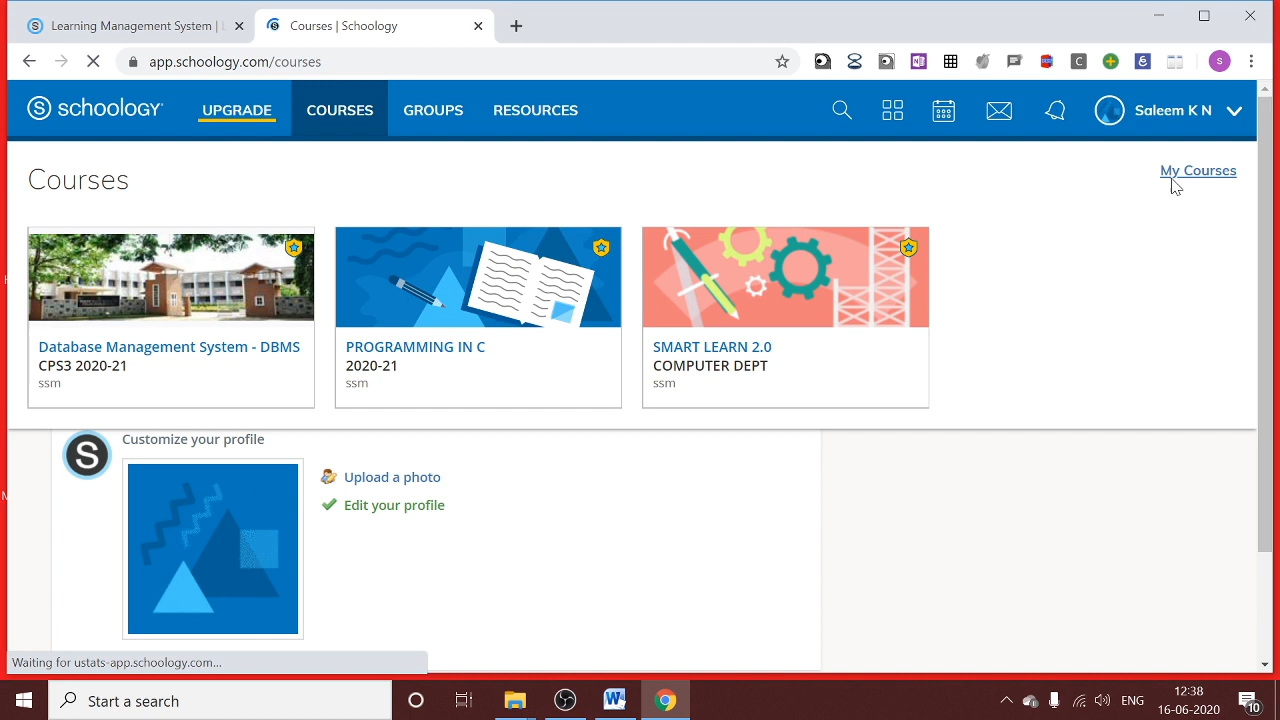 Learning Management System | L
Courses | Schoology
app.schoology.com/courses
schoology
UPGRADE
COURSES
GROUPS
RESOURCES
Saleem K N
Courses
My Courses
Database Management System - DBMS
CPS3 2020-21
ssm
PROGRAMMING IN C
2020-21
ssm
SMART LEARN 2.0
COMPUTER DEPT
ssm
Customize your profile
Upload a photo
Edit your profile
Waiting for ustats-app.schoology.com...
Start a search
ENG
12:38
16-06-2020
10